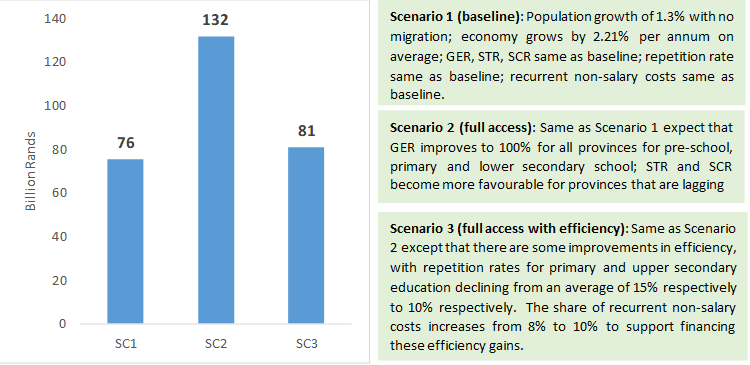 140
120
100
80
60
40
20
0
Billion Rands
76
132
81
SC1 SC2 SC3
Scenario 1 (baseline): Population growth of 1.3% with no
migration; economy grows by 2.21% per annum on
average; GER, STR, SCR same as baseline; repetition rate
same as baseline; recurrent non-salary costs same as
baseline.
Scenario 2 (full access): Same as Scenario 1 expect that
GER improves to 100% for all provinces for pre-school,
primary and lower secondary school; STR and SCR
become more favourable for provinces that are lagging
Scenario 3 (full access with efficiency): Same as Scenario
2 except that there are some improvements in efficiency,
with repetition rates for primary and upper secondary
education declining from an average of 15% respectively
to 10% respectively. The share of recurrent non-salary
costs increases from 8% to 10% to support financing
these efficiency gains.